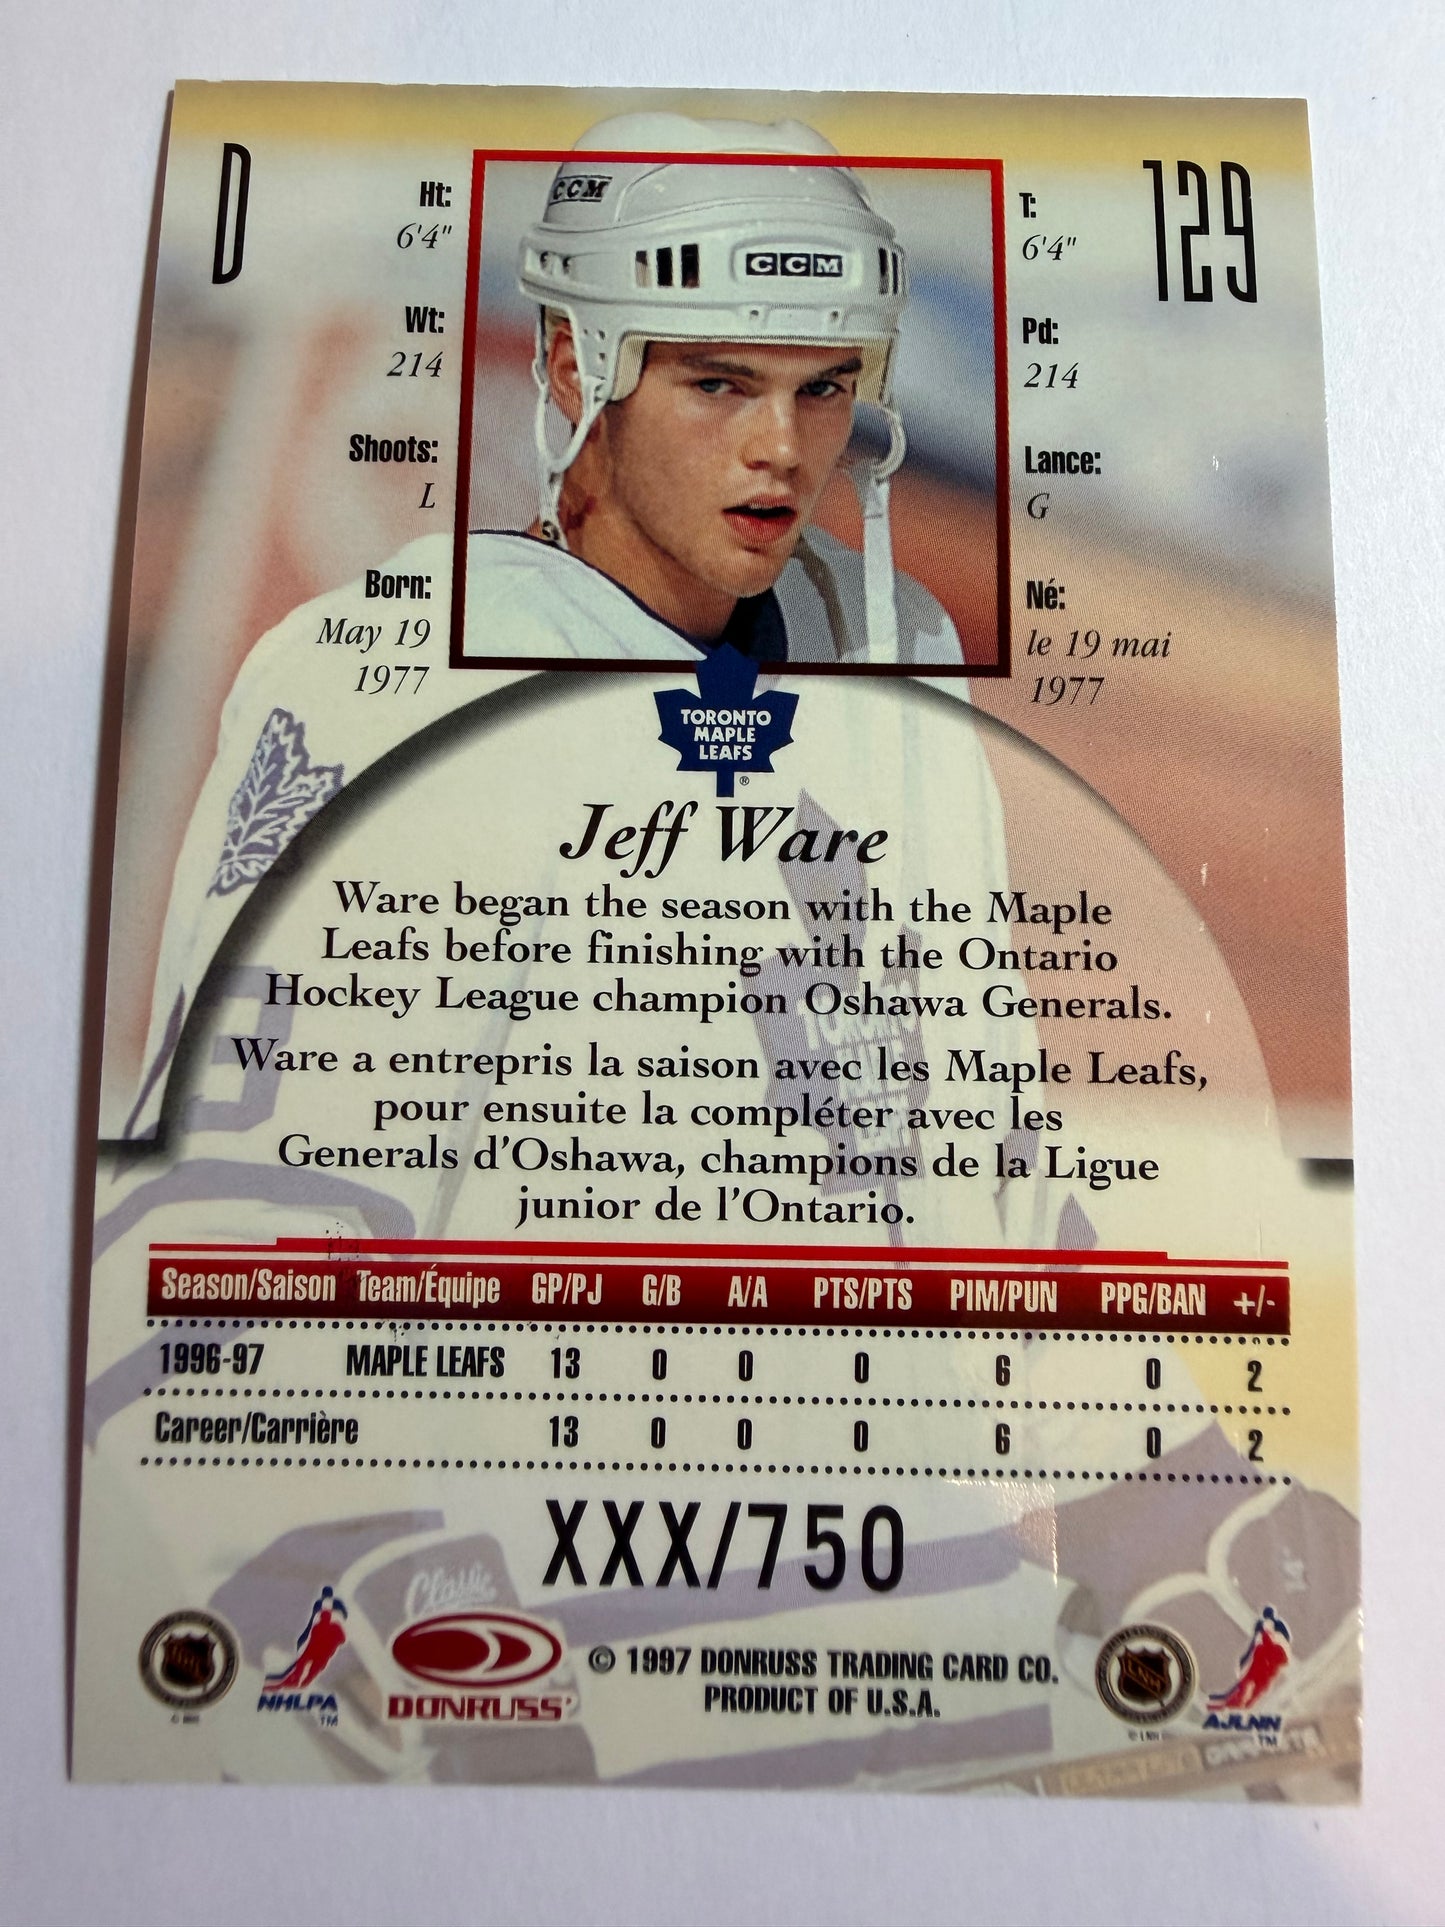 D
129
Ht:
6'4"
Wt:
214
Shoots:
L
Born:
May 19
1977
CCM
CCM
T:
6'4"
Pd:
214
Lance:
G
Né:
le 19 mai
1977
TORONTO
MAPLE
LEAFS
®
Jeff Ware
Ware began the season with the Maple
Leafs before finishing with the Ontario
Hockey League champion Oshawa Generals.
Ware a entrepris la saison avec les Maple Leafs,
pour ensuite la compléter avec les
Generals d'Oshawa, champions de la Ligue
junior de l'Ontario.
Season/Saison Team/Équipe GP/PJ G/B A/A PTS/PTS PIM/PUN PPG/BAN +/-
1996-97 MAPLE LEAFS 13 0 0 0 6 0 2
Career/Carrière 13 0 0 0 6 0 2
XXX/750
Classic
NHLPA
TM
DONRUSS
© 1997 DONRUSS TRADING CARD CO.
PRODUCT OF U.S.A.
AJLNH
TM